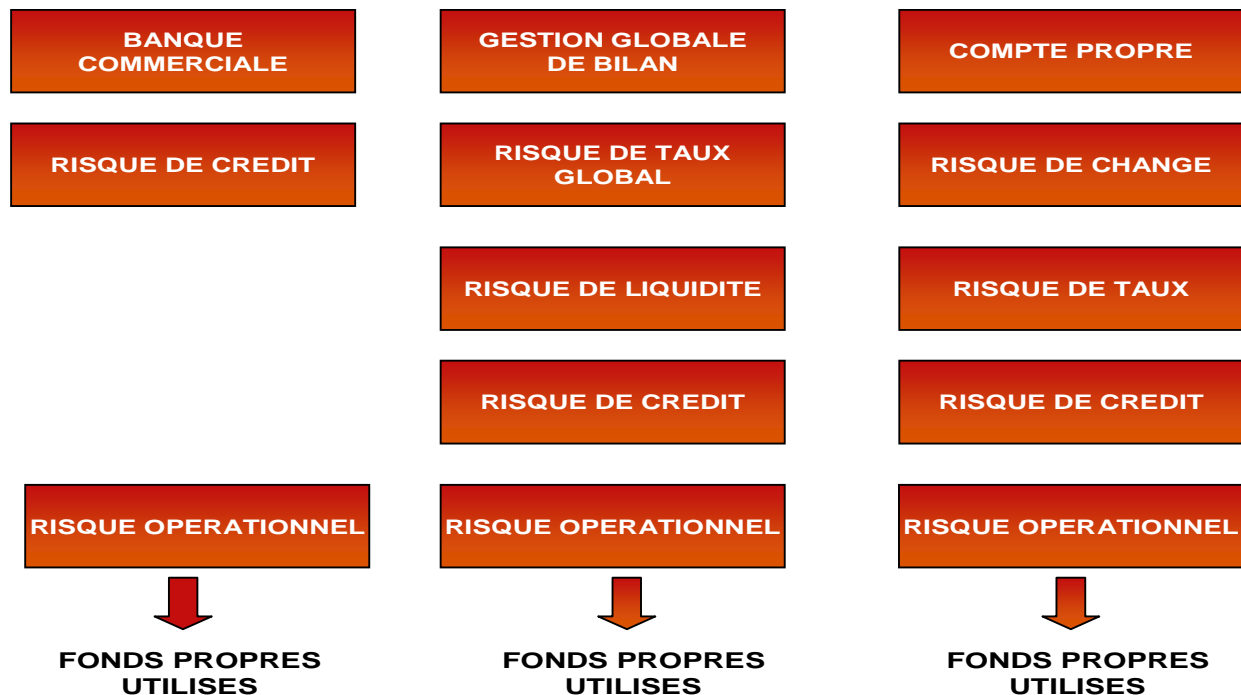 BANQUE
COMMERCIALE
GESTION GLOBALE
DE BILAN
COMPTE PROPRE
RISQUE DE CREDIT
RISQUE DE TAUX
GLOBAL
RISQUE DE CHANGE
RISQUE DE LIQUIDITE
RISQUE DE TAUX
RISQUE DE CREDIT
RISQUE DE CREDIT
RISQUE OPERATIONNEL
RISQUE OPERATIONNEL
RISQUE OPERATIONNEL
FONDS PROPRES
UTILISES
FONDS PROPRES
UTILISES
FONDS PROPRES
UTILISES